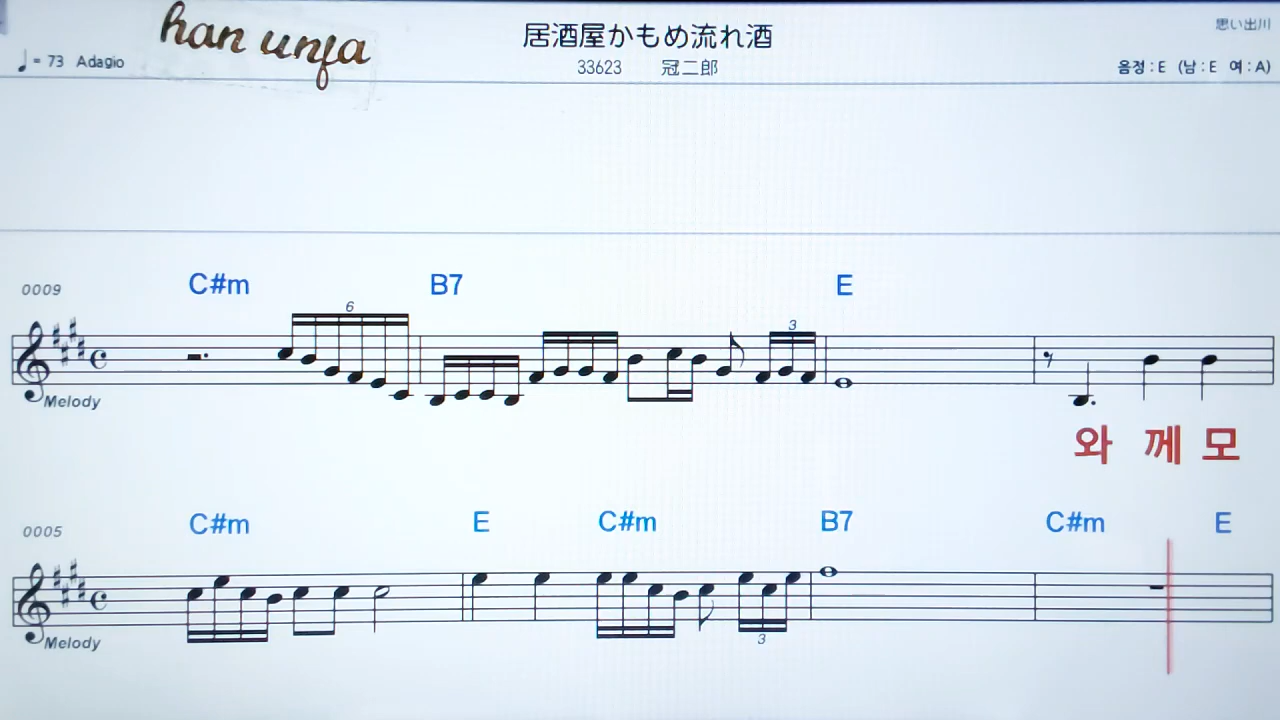 han unja
居酒屋かもめ流れ酒
思い出川
♩= 73 Adagio
33623 冠二郎
음정 : E (남 : E 여 : A)
0009 C#m B7 E
6
3
Melody
와 께 모
0005 C#m E C#m B7 C#m E
Melody
3